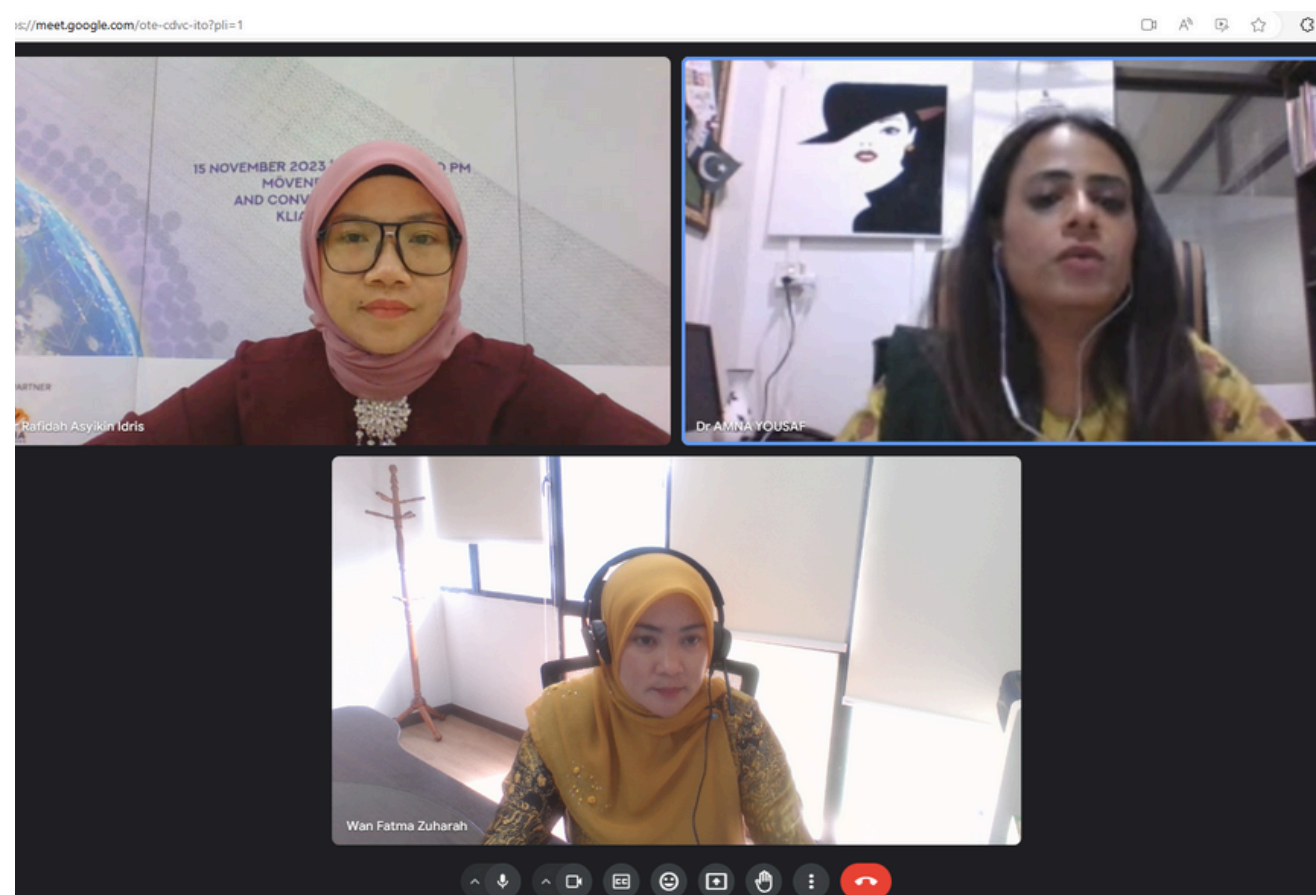 s://meet.google.com/ote-cdvc-ito?pli=1
15 NOVEMBER 2023
PM
AND CONV
KLIA
PARTNER
Rafidah Asyikin Idris
Dr AMNA YOUSAF
Wan Fatma Zuharah
CC